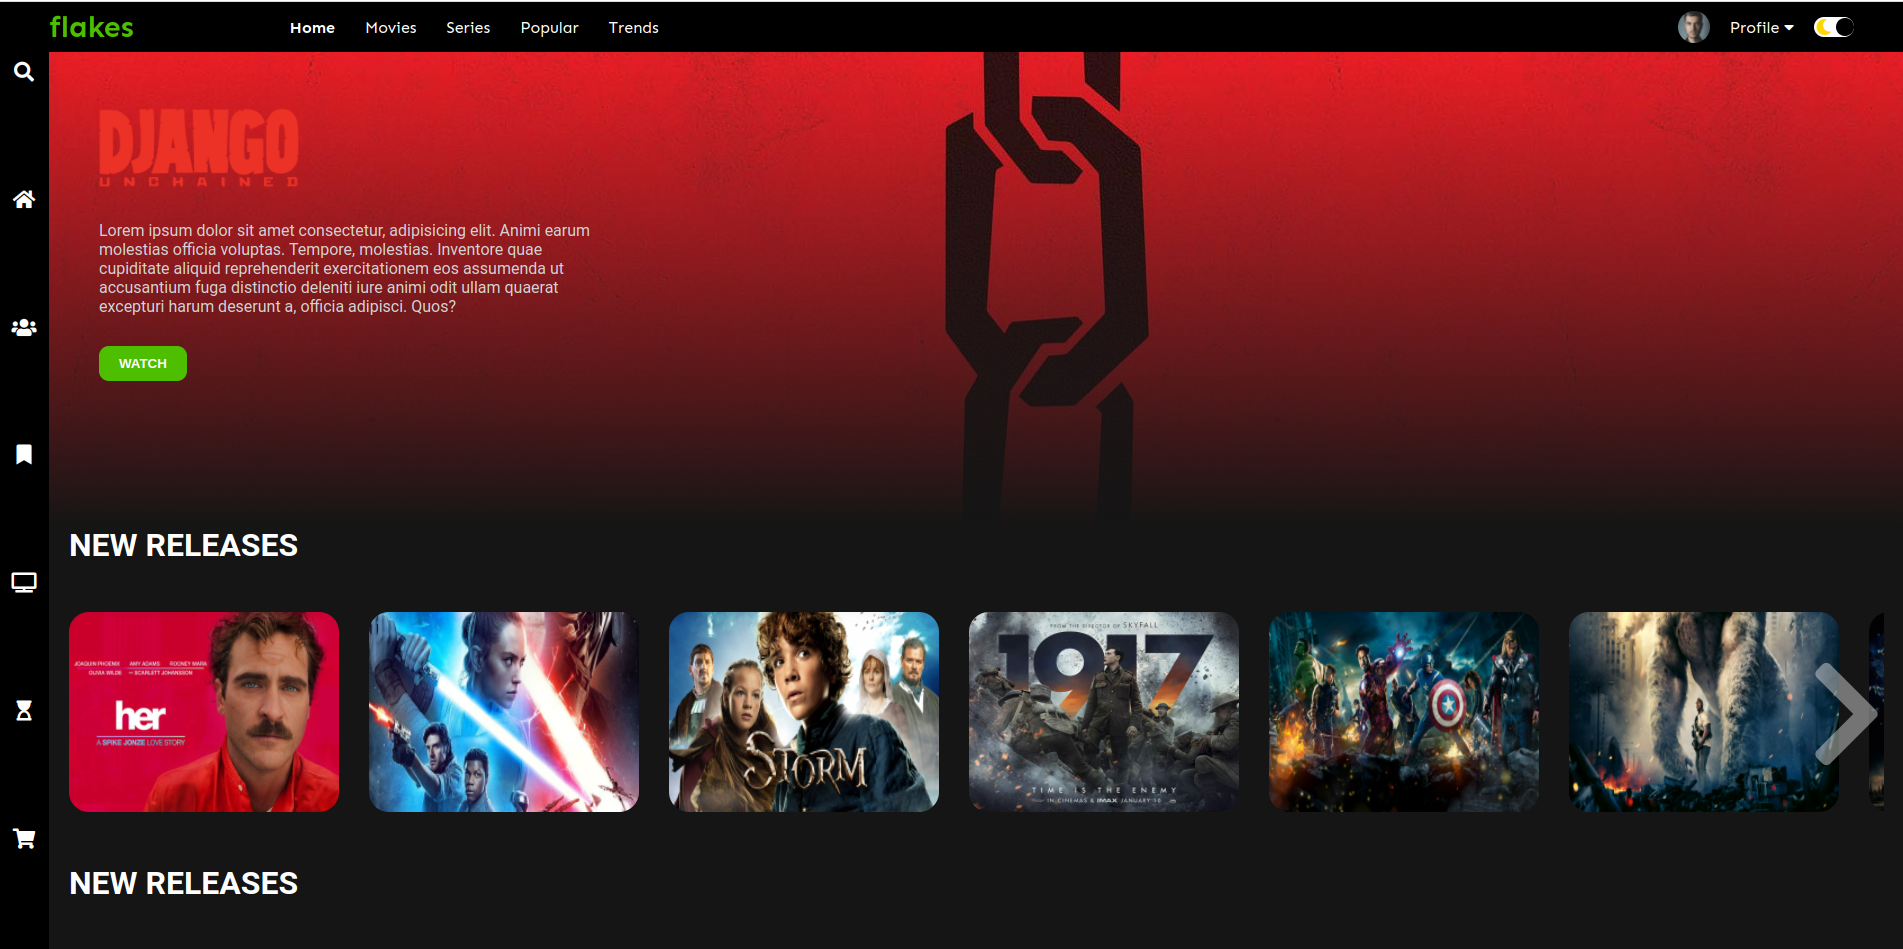 flakes
Home
Movies
Series
Popular
Trends
Profile
DJANGO
UNCHAINED
Lorem ipsum dolor sit amet consectetur, adipisicing elit. Animi earum
molestias officia voluptas. Tempore, molestias. Inventore quae
cupiditate aliquid reprehenderit exercitationem eos assumenda ut
accusantium fuga distinctio deleniti iure animi odit ullam quaerat
excepturi harum deserunt a, officia adipisci. Quos?
WATCH
NEW RELEASES
JOAQUIN PHOENIX AMY ADAMS ROONEY MARA
OLIVIA WILDE SCARLETT JOHANSSON
her
A SPIKE JONZE LOVE STORY
STORM
FROM THE DIRECTOR OF SKYFALL
1917
TIME IS THE ENEMY
IN CINEMAS & IMAX JANUARY 10
NEW RELEASES